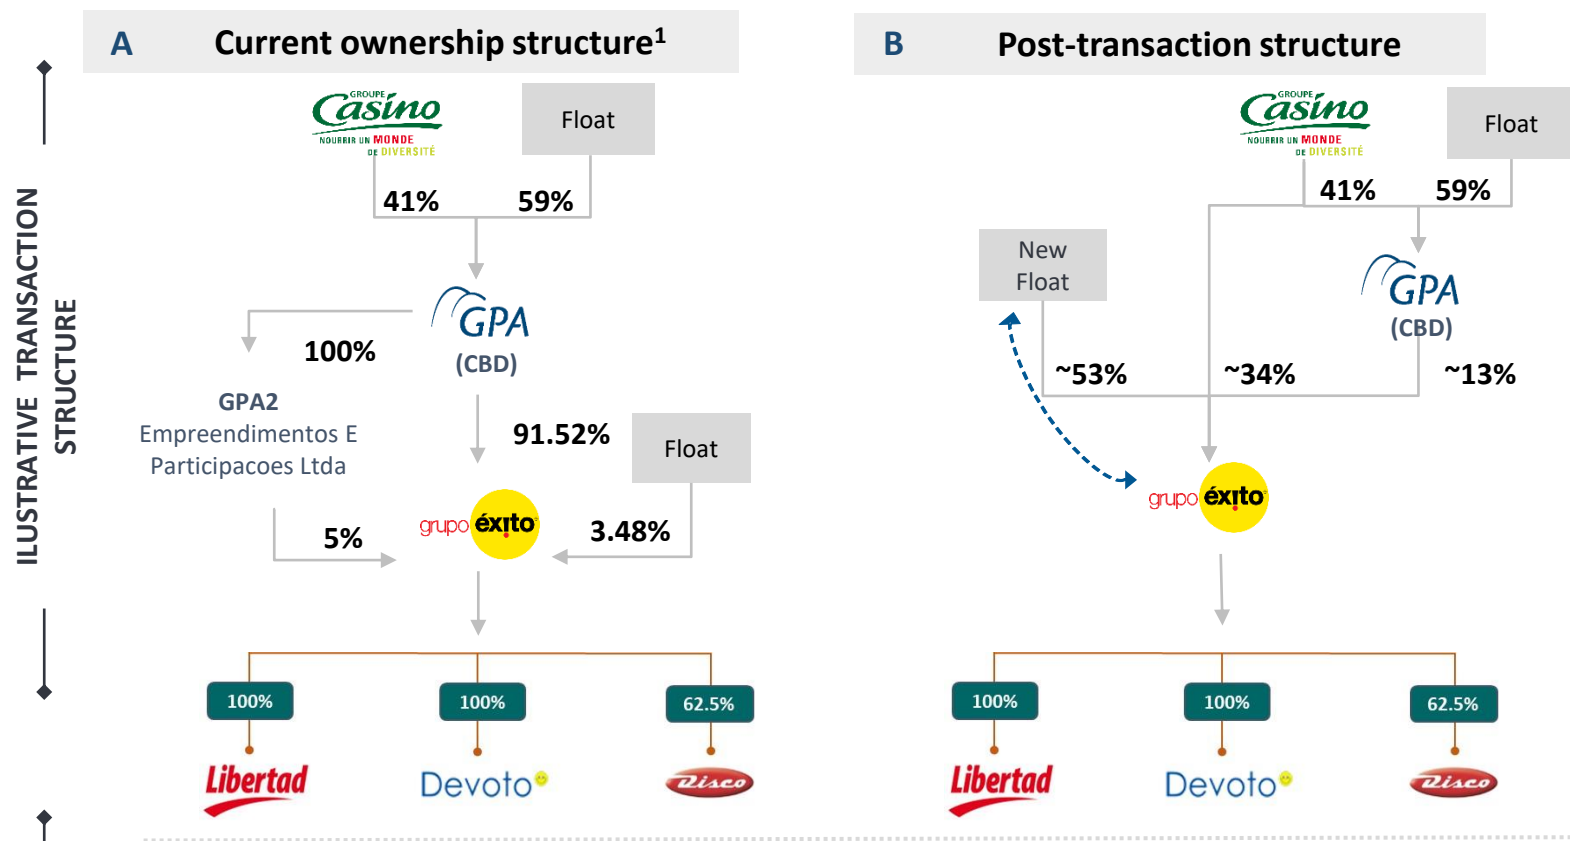 ILUSTRATIVE TRANSACTION
STRUCTURE
A Current ownership structure¹
GROUPE
Casino
NOURRIR UN MONDE
DE DIVERSITÉ
Float
41%
59%
GPA
(CBD)
100%
GPA2
Empreendimentos E
Participacoes Ltda
91.52%
Float
5%
grupo éxito
3.48%
100%
100%
62.5%
Libertad
Devoto
Disco
B Post-transaction structure
GROUPE
Casino
NOURRIR UN MONDE
DE DIVERSITÉ
Float
41%
59%
New
Float
GPA
(CBD)
~53%
~34%
~13%
grupo éxito
100%
100%
62.5%
Libertad
Devoto
Disco